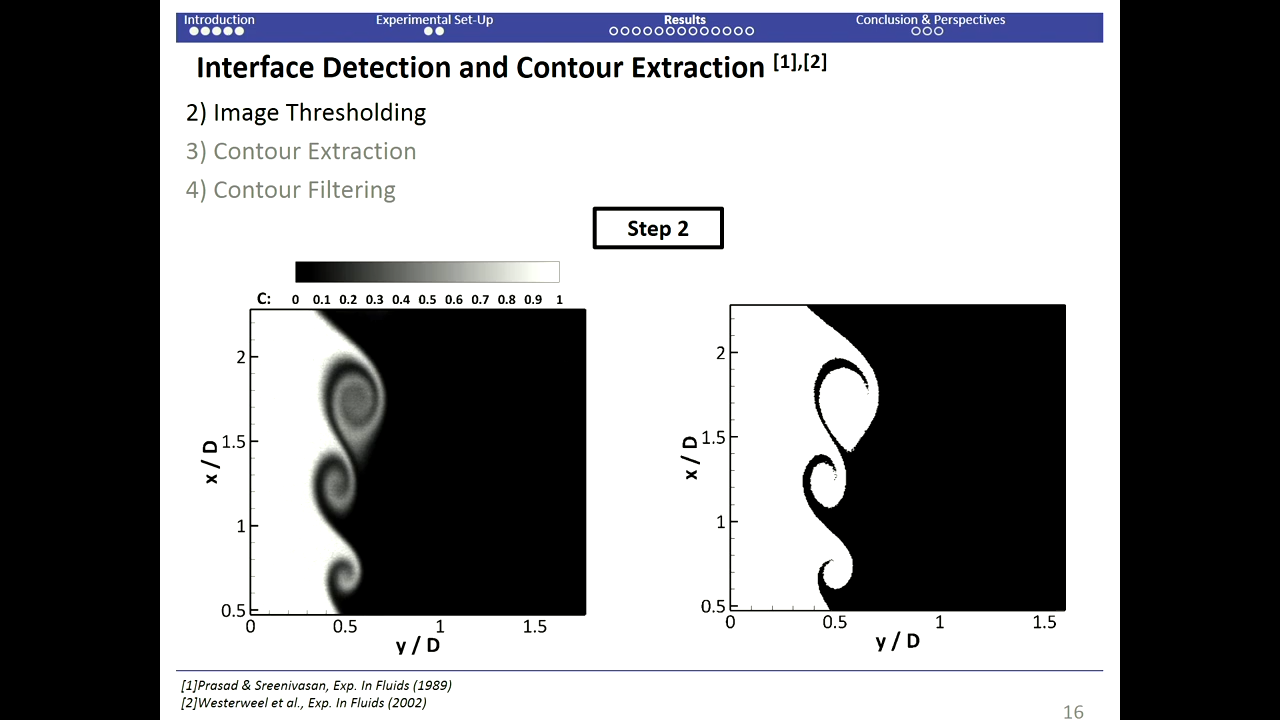 Introduction Experimental Set-Up Results Conclusion & Perspectives
Interface Detection and Contour Extraction [1],[2]
2) Image Thresholding
3) Contour Extraction
4) Contour Filtering
Step 2
C: 0 0.1 0.2 0.3 0.4 0.5 0.6 0.7 0.8 0.9 1
x / D
2
1.5
1
0.5
0 0.5 1 1.5
y / D
x / D
2
1.5
1
0.5
0 0.5 1 1.5
y / D
[1]Prasad & Sreenivasan, Exp. In Fluids (1989)
[2]Westerweel et al., Exp. In Fluids (2002)
16